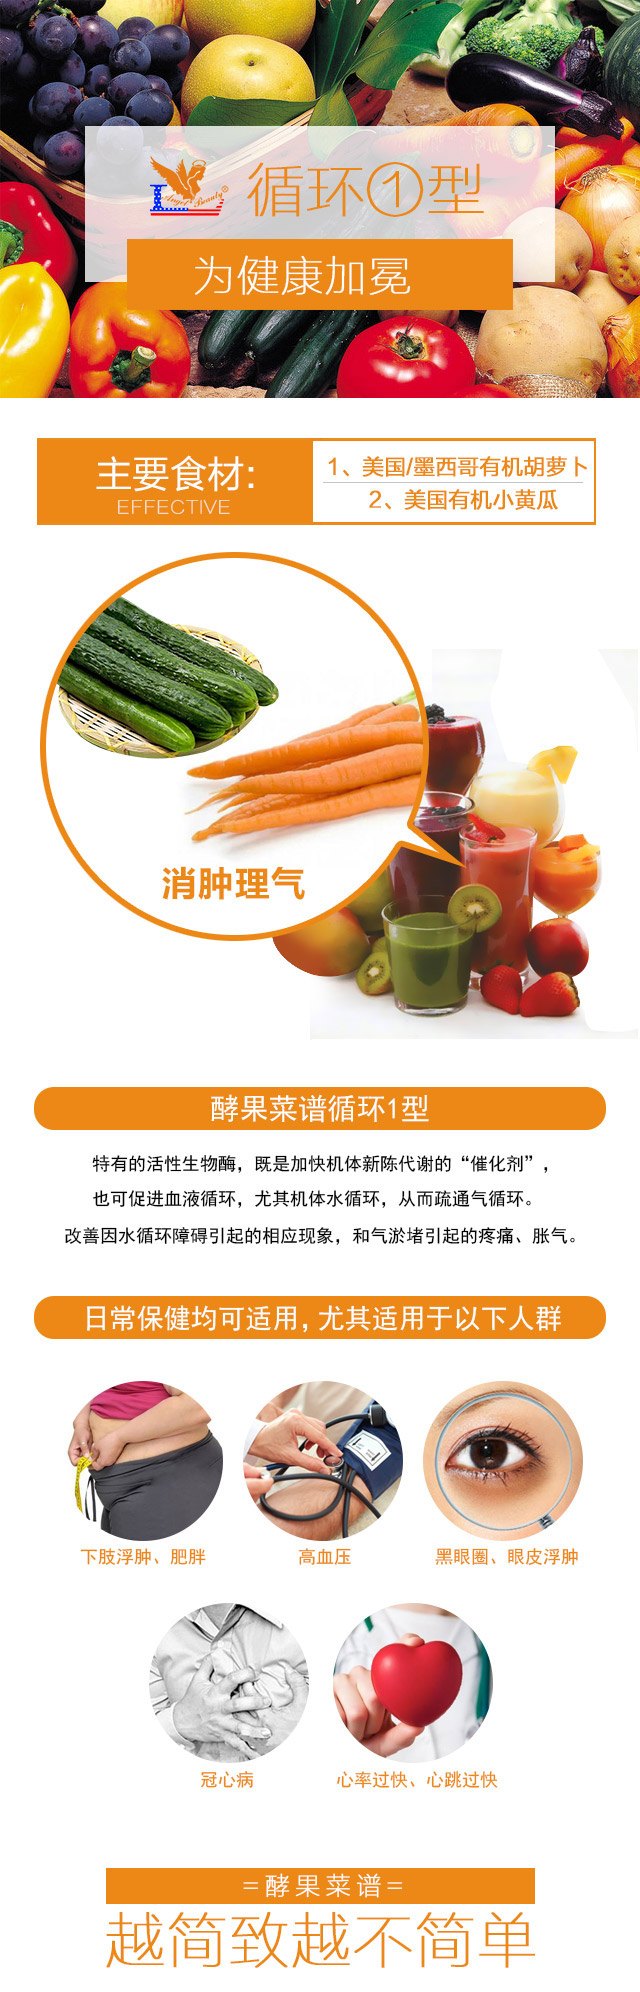 Angel Beauty®
循环①型
为健康加冕
主要食材:
EFFECTIVE
1、美国/墨西哥有机胡萝卜
2、美国有机小黄瓜
消肿理气
酵果菜谱循环1型
特有的活性生物酶，既是加快机体新陈代谢的“催化剂”，
也可促进血液循环，尤其机体水循环，从而疏通气循环。
改善因水循环障碍引起的相应现象，和气淤堵引起的疼痛、胀气。
日常保健均可适用，尤其适用于以下人群
下肢浮肿、肥胖
高血压
黑眼圈、眼皮浮肿
冠心病
心率过快、心跳过快
=酵果菜谱=
越简致越不简单